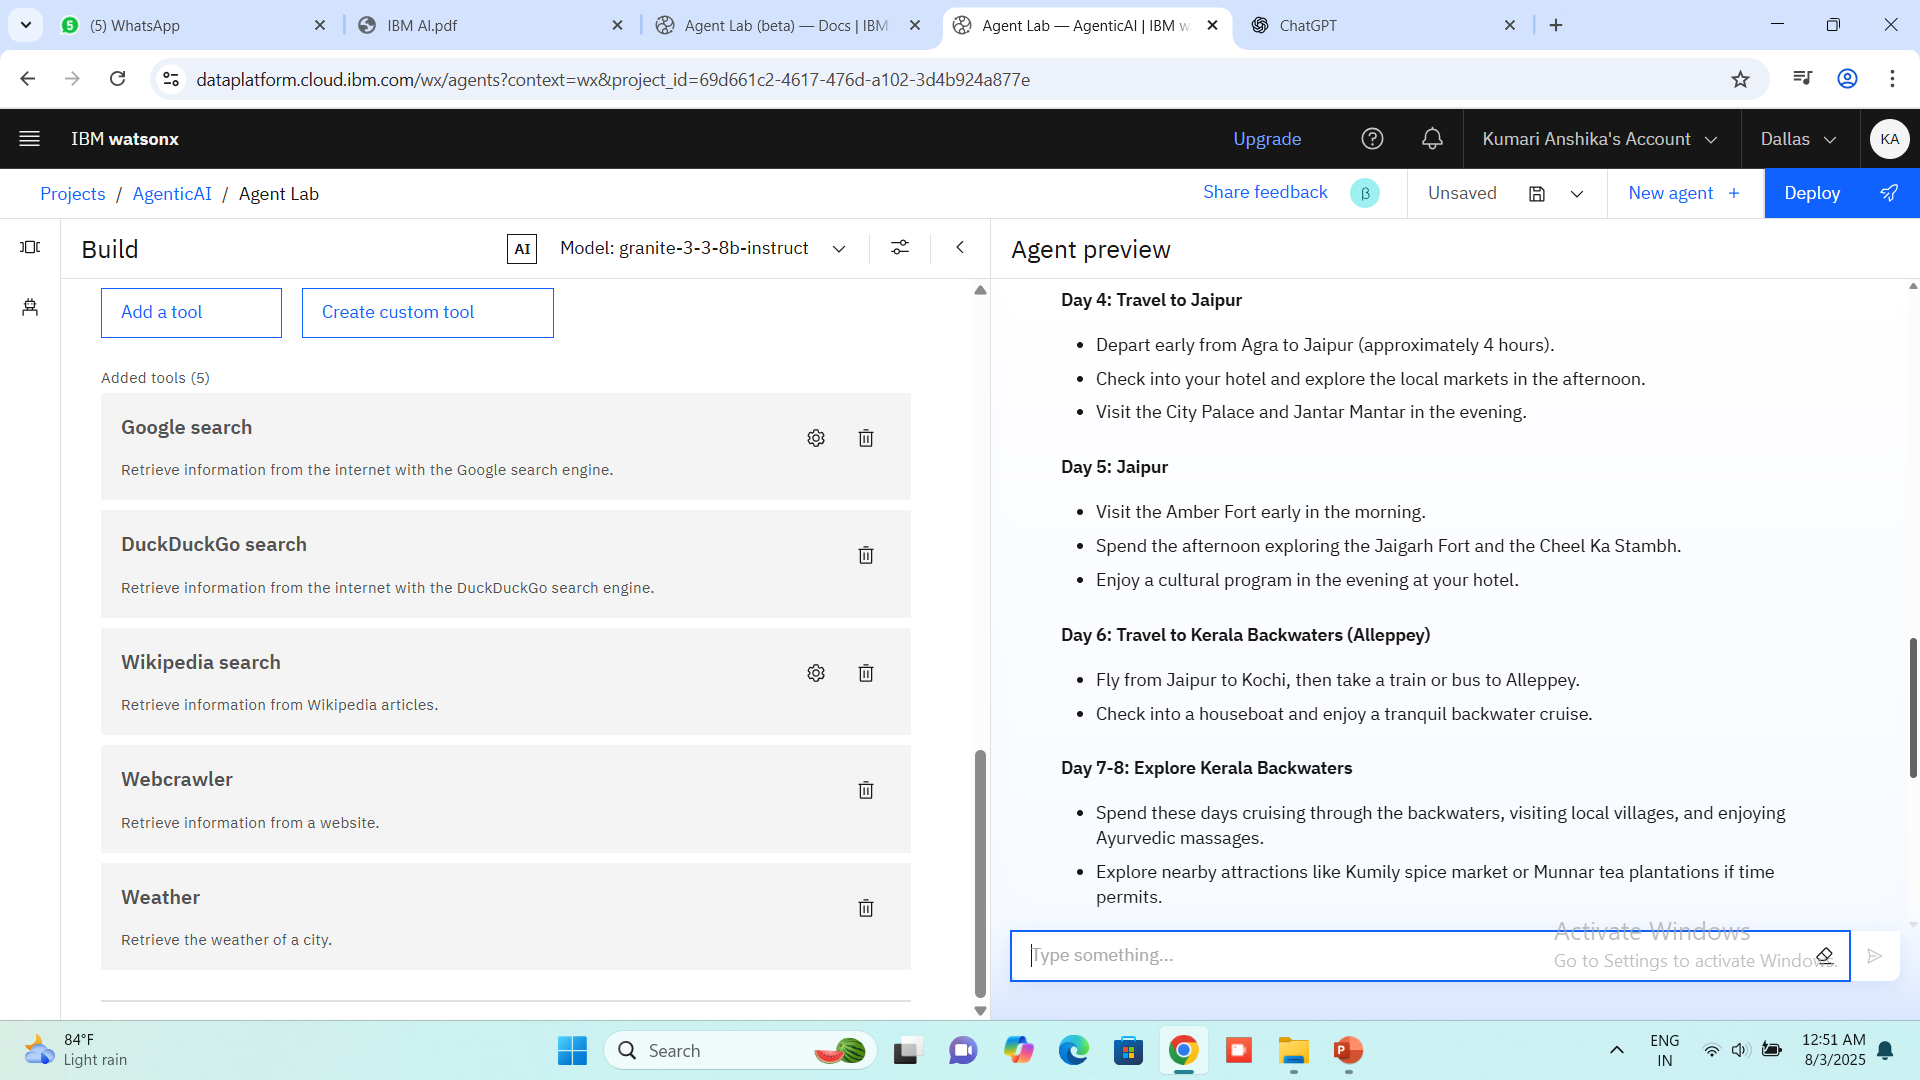 (5) WhatsApp
IBM AI.pdf
Agent Lab (beta) — Docs | IBM
Agent Lab — AgenticAI | IBM w
ChatGPT
dataplatform.cloud.ibm.com/wx/agents?context=wx&project_id=69d661c2-4617-476d-a102-3d4b924a877e
IBM watsonx
Upgrade
Kumari Anshika's Account
Dallas
KA
Projects / AgenticAI / Agent Lab
Share feedback
β
Unsaved
New agent +
Deploy
Build
AI
Model: granite-3-3-8b-instruct
Agent preview
Add a tool
Create custom tool
Added tools (5)
Google search
Retrieve information from the internet with the Google search engine.
DuckDuckGo search
Retrieve information from the internet with the DuckDuckGo search engine.
Wikipedia search
Retrieve information from Wikipedia articles.
Webcrawler
Retrieve information from a website.
Weather
Retrieve the weather of a city.
Day 4: Travel to Jaipur
• Depart early from Agra to Jaipur (approximately 4 hours).
• Check into your hotel and explore the local markets in the afternoon.
• Visit the City Palace and Jantar Mantar in the evening.
Day 5: Jaipur
• Visit the Amber Fort early in the morning.
• Spend the afternoon exploring the Jaigarh Fort and the Cheel Ka Stambh.
• Enjoy a cultural program in the evening at your hotel.
Day 6: Travel to Kerala Backwaters (Alleppey)
• Fly from Jaipur to Kochi, then take a train or bus to Alleppey.
• Check into a houseboat and enjoy a tranquil backwater cruise.
Day 7-8: Explore Kerala Backwaters
• Spend these days cruising through the backwaters, visiting local villages, and enjoying
Ayurvedic massages.
• Explore nearby attractions like Kumily spice market or Munnar tea plantations if time
permits.
Type something...
Activate Windows
Go to Settings to activate Windows.
84°F
Light rain
Search
ENG
IN
12:51 AM
8/3/2025